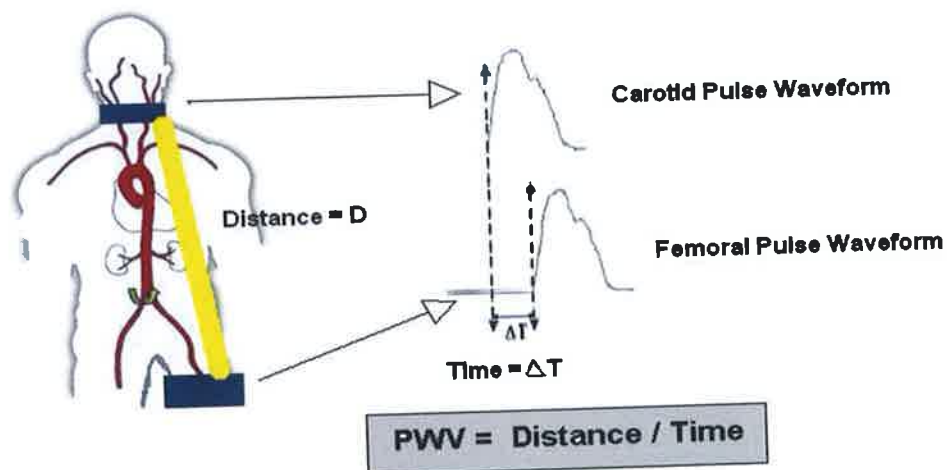 Carotid Pulse Waveform
Distance = D
Femoral Pulse Waveform
ΔT
Time = ΔT
PWV = Distance / Time